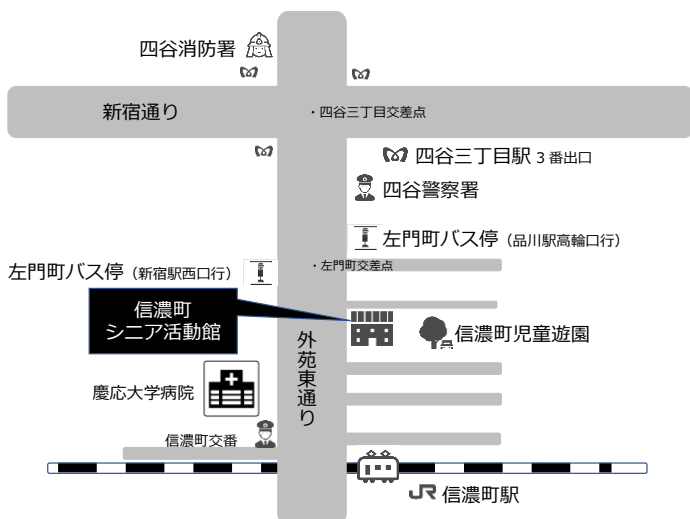 四谷消防署
新宿通り
・四谷三丁目交差点
四谷三丁目駅 3 番出口
四谷警察署
左門町バス停（品川駅高輪口行）
左門町バス停（新宿駅西口行）
・左門町交差点
信濃町
シニア活動館
信濃町児童遊園
外苑東通り
慶応大学病院
信濃町交番
JR 信濃町駅